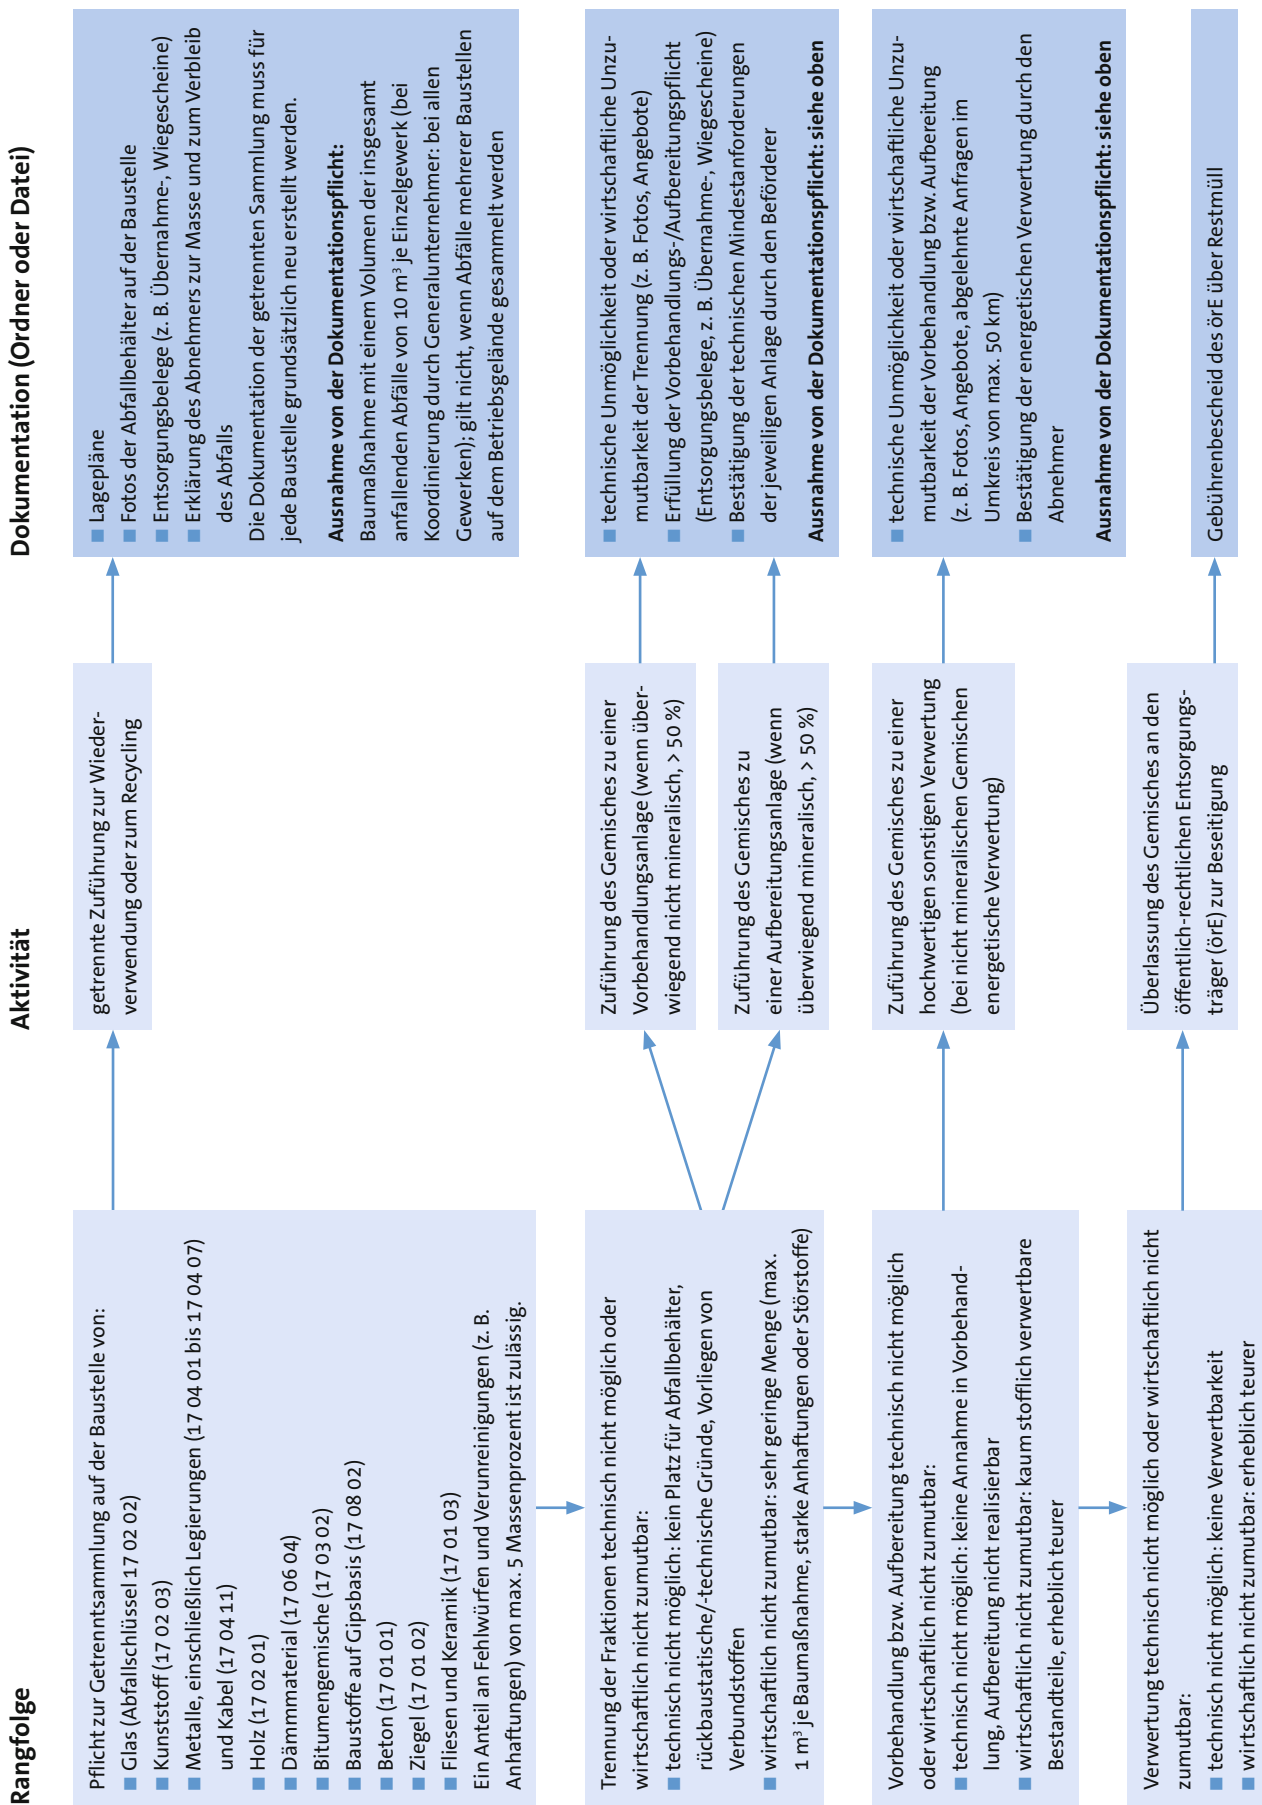 Rangfolge
Aktivität
Dokumentation (Ordner oder Datei)
Pflicht zur Getrenntsammlung auf der Baustelle von:
■ Glas (Abfallschlüssel 17 02 02)
■ Kunststoff (17 02 03)
■ Metalle, einschließlich Legierungen (17 04 01 bis 17 04 07)
und Kabel (17 04 11)
■ Holz (17 02 01)
■ Dämmmaterial (17 06 04)
■ Bitumengemische (17 03 02)
■ Baustoffe auf Gipsbasis (17 08 02)
■ Beton (17 01 01)
■ Ziegel (17 01 02)
■ Fliesen und Keramik (17 01 03)
Ein Anteil an Fehlwürfen und Verunreinigungen (z. B.
Anhaftungen) von max. 5 Massenprozent ist zulässig.
getrennte Zuführung zur Wieder-
verwendung oder zum Recycling
■ Lagepläne
■ Fotos der Abfallbehälter auf der Baustelle
■ Entsorgungsbelege (z. B. Übernahme-, Wiegescheine)
■ Erklärung des Abnehmers zur Masse und zum Verbleib
des Abfalls
Die Dokumentation der getrennten Sammlung muss für
jede Baustelle grundsätzlich neu erstellt werden.
Ausnahme von der Dokumentationspflicht:
Baumaßnahme mit einem Volumen der insgesamt
anfallenden Abfälle von 10 m³ je Einzelgewerk (bei
Koordinierung durch Generalunternehmer: bei allen
Gewerken); gilt nicht, wenn Abfälle mehrerer Baustellen
auf dem Betriebsgelände gesammelt werden
Trennung der Fraktionen technisch nicht möglich oder
wirtschaftlich nicht zumutbar:
■ technisch nicht möglich: kein Platz für Abfallbehälter,
rückbaustatische/-technische Gründe, Vorliegen von
Verbundstoffen
■ wirtschaftlich nicht zumutbar: sehr geringe Menge (max.
1 m³ je Baumaßnahme, starke Anhaftungen oder Störstoffe)
Zuführung des Gemisches zu einer
Vorbehandlungsanlage (wenn über-
wiegend nicht mineralisch, > 50 %)
Zuführung des Gemisches zu
einer Aufbereitungsanlage (wenn
überwiegend mineralisch, > 50 %)
■ technische Unmöglichkeit oder wirtschaftliche Unzu-
mutbarkeit der Trennung (z. B. Fotos, Angebote)
■ Erfüllung der Vorbehandlungs-/Aufbereitungspflicht
(Entsorgungsbelege, z. B. Übernahme-, Wiegescheine)
■ Bestätigung der technischen Mindestanforderungen
der jeweiligen Anlage durch den Beförderer
Ausnahme von der Dokumentationspflicht: siehe oben
Vorbehandlung bzw. Aufbereitung technisch nicht möglich
oder wirtschaftlich nicht zumutbar:
■ technisch nicht möglich: keine Annahme in Vorbehand-
lung, Aufbereitung nicht realisierbar
■ wirtschaftlich nicht zumutbar: kaum stofflich verwertbare
Bestandteile, erheblich teurer
Zuführung des Gemisches zu einer
hochwertigen sonstigen Verwertung
(bei nicht mineralischen Gemischen
energetische Verwertung)
■ technische Unmöglichkeit oder wirtschaftliche Unzu-
mutbarkeit der Vorbehandlung bzw. Aufbereitung
(z. B. Fotos, Angebote, abgelehnte Anfragen im
Umkreis von max. 50 km)
■ Bestätigung der energetischen Verwertung durch den
Abnehmer
Ausnahme von der Dokumentationspflicht: siehe oben
Verwertung technisch nicht möglich oder wirtschaftlich nicht
zumutbar:
■ technisch nicht möglich: keine Verwertbarkeit
■ wirtschaftlich nicht zumutbar: erheblich teurer
Überlassung des Gemisches an den
öffentlich-rechtlichen Entsorgungs-
träger (örE) zur Beseitigung
Gebührenbescheid des örE über Restmüll